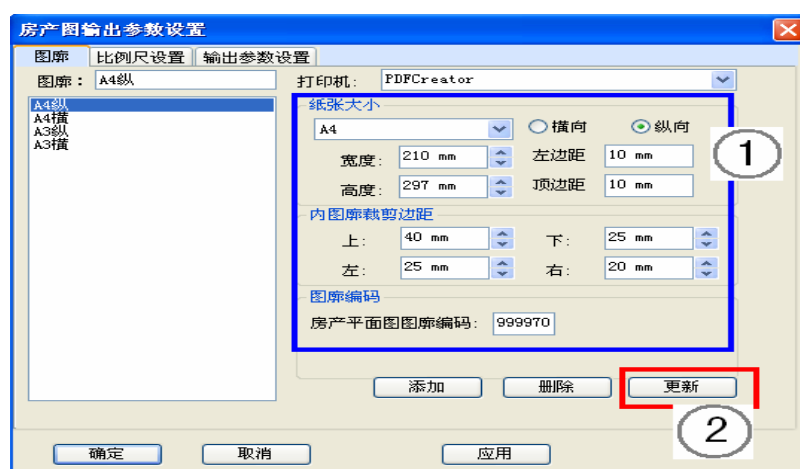 房产图输出参数设置
图廓 比例尺设置 输出参数设置
图廓： A4纵 打印机: PDFCreator
A4纵
A4横
A3纵
A3横
纸张大小
A4 横向 纵向
宽度: 210 mm 左边距 10 mm
高度: 297 mm 顶边距 10 mm
1
内图廓裁剪边距
上: 40 mm 下: 25 mm
左: 25 mm 右: 20 mm
图廓编码
房产平面图图廓编码: 999970
添加 删除 更新
2
确定 取消 应用